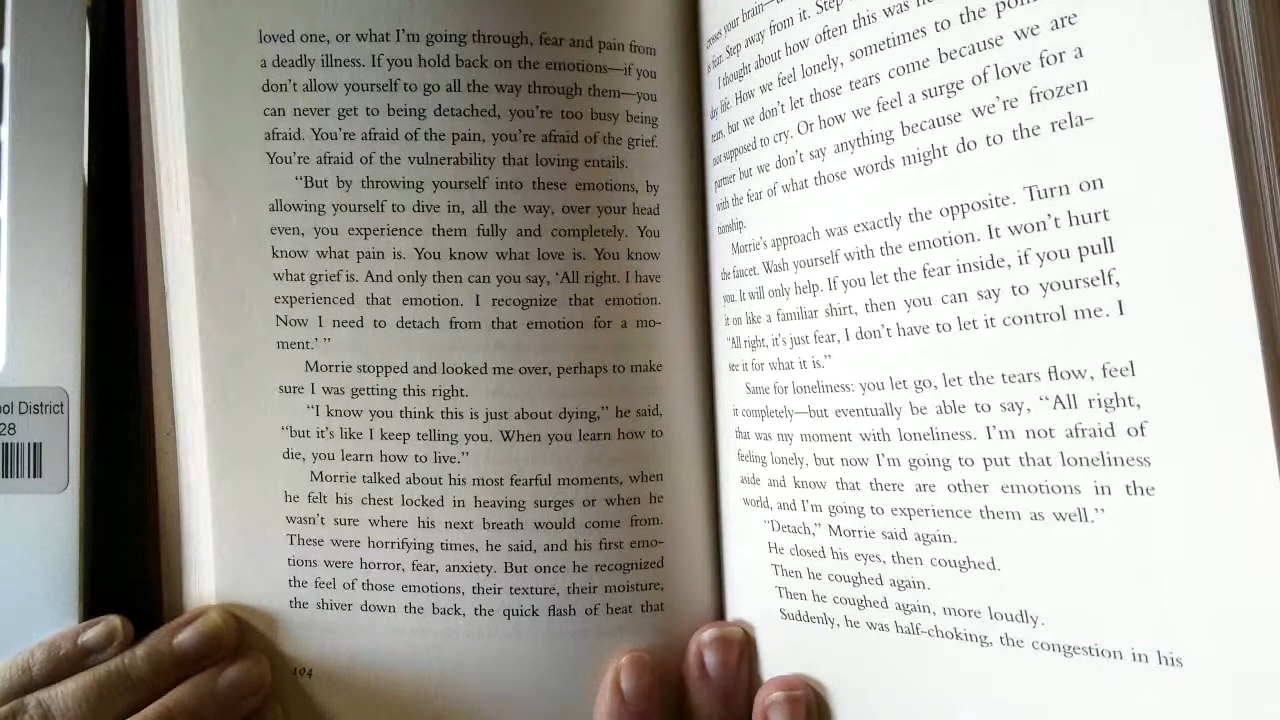 loved one, or what I'm going through, fear and pain from
a deadly illness. If you hold back on the emotions—if you
don't allow yourself to go all the way through them—you
can never get to being detached, you're too busy being
afraid. You're afraid of the pain, you're afraid of the grief.
You're afraid of the vulnerability that loving entails.
“But by throwing yourself into these emotions, by
allowing yourself to dive in, all the way, over your head
even, you experience them fully and completely. You
know what pain is. You know what love is. You know
what grief is. And only then can you say, ‘All right. I have
experienced that emotion. I recognize that emotion.
Now I need to detach from that emotion for a mo-
ment.’ ”
Morrie stopped and looked me over, perhaps to make
sure I was getting this right.
“I know you think this is just about dying,” he said,
“but it's like I keep telling you. When you learn how to
die, you learn how to live.”
Morrie talked about his most fearful moments, when
he felt his chest locked in heaving surges or when he
wasn't sure where his next breath would come from.
These were horrifying times, he said, and his first emo-
tions were horror, fear, anxiety. But once he recognized
the feel of those emotions, their texture, their moisture,
the shiver down the back, the quick flash of heat that
104
your brain—
is fear. Step away from it. Step
I thought about how often this was
day life. How we feel lonely, sometimes to the
tears, but we don't let those tears come because we are
not supposed to cry. Or how we feel a surge of love for a
partner but we don't say anything because we're frozen
with the fear of what those words might do to the rela-
tionship.
Morrie's approach was exactly the opposite. Turn on
the faucet. Wash yourself with the emotion. It won't hurt
you. It will only help. If you let the fear inside, if you pull
it on like a familiar shirt, then you can say to yourself,
“All right, it's just fear, I don't have to let it control me. I
see it for what it is.”
Same for loneliness: you let go, let the tears flow, feel
it completely—but eventually be able to say, “All right,
that was my moment with loneliness. I'm not afraid of
feeling lonely, but now I'm going to put that loneliness
aside and know that there are other emotions in the
world, and I'm going to experience them as well.”
“Detach,” Morrie said again.
He closed his eyes, then coughed.
Then he coughed again.
Then he coughed again, more loudly.
Suddenly, he was half-choking, the congestion in his
ol District
28